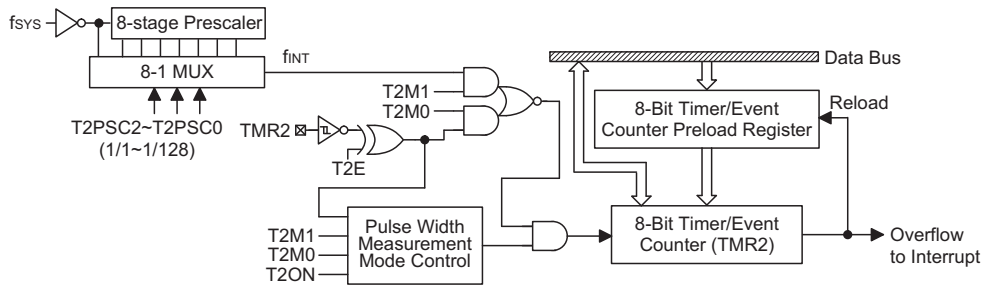 fSYS
8-stage Prescaler
8-1 MUX
fINT
T2PSC2~T2PSC0
(1/1~1/128)
TMR2
T2E
T2M1
T2M0
Data Bus
8-Bit Timer/Event
Counter Preload Register
Reload
T2M1
T2M0
T2ON
Pulse Width
Measurement
Mode Control
8-Bit Timer/Event
Counter (TMR2)
Overflow
to Interrupt